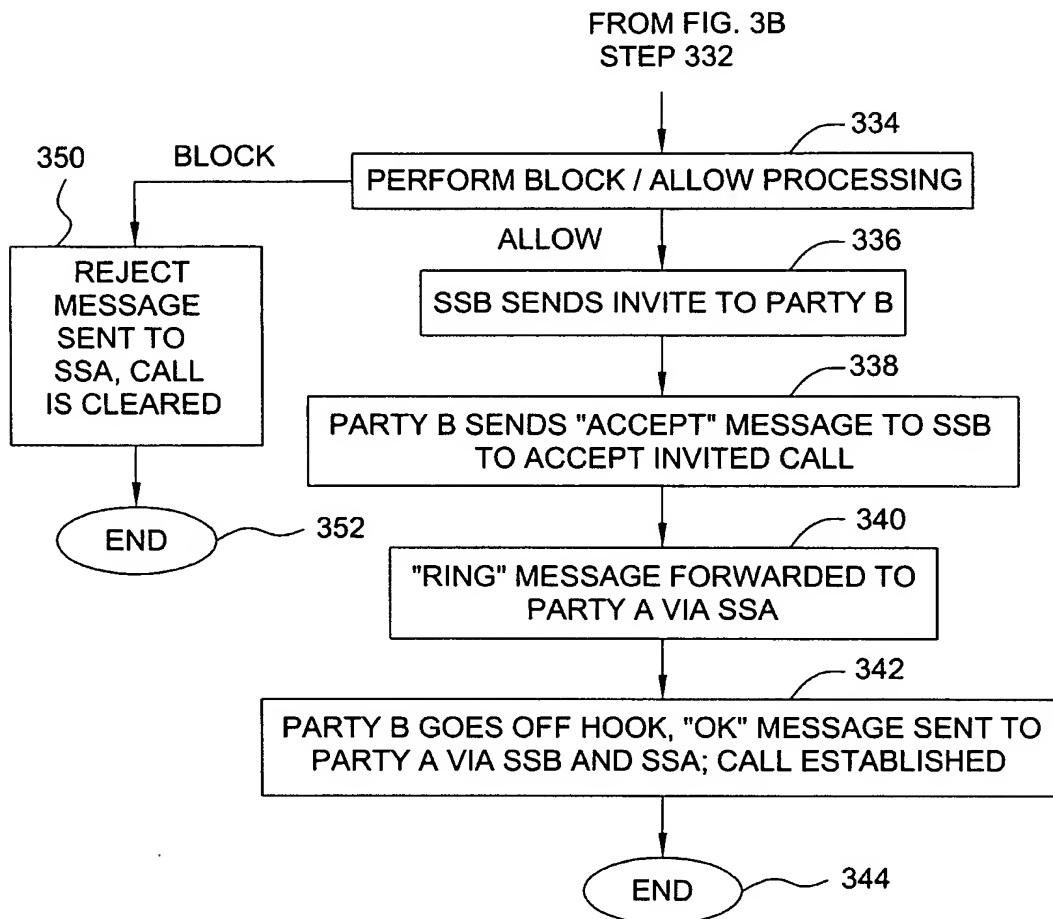 FROM FIG. 3B
STEP 332
334
350
BLOCK
PERFORM BLOCK / ALLOW PROCESSING
ALLOW
336
REJECT
MESSAGE
SENT TO
SSA, CALL
IS CLEARED
SSB SENDS INVITE TO PARTY B
338
PARTY B SENDS "ACCEPT" MESSAGE TO SSB
TO ACCEPT INVITED CALL
END
352
340
"RING" MESSAGE FORWARDED TO
PARTY A VIA SSA
342
PARTY B GOES OFF HOOK, "OK" MESSAGE SENT TO
PARTY A VIA SSB AND SSA; CALL ESTABLISHED
END
344